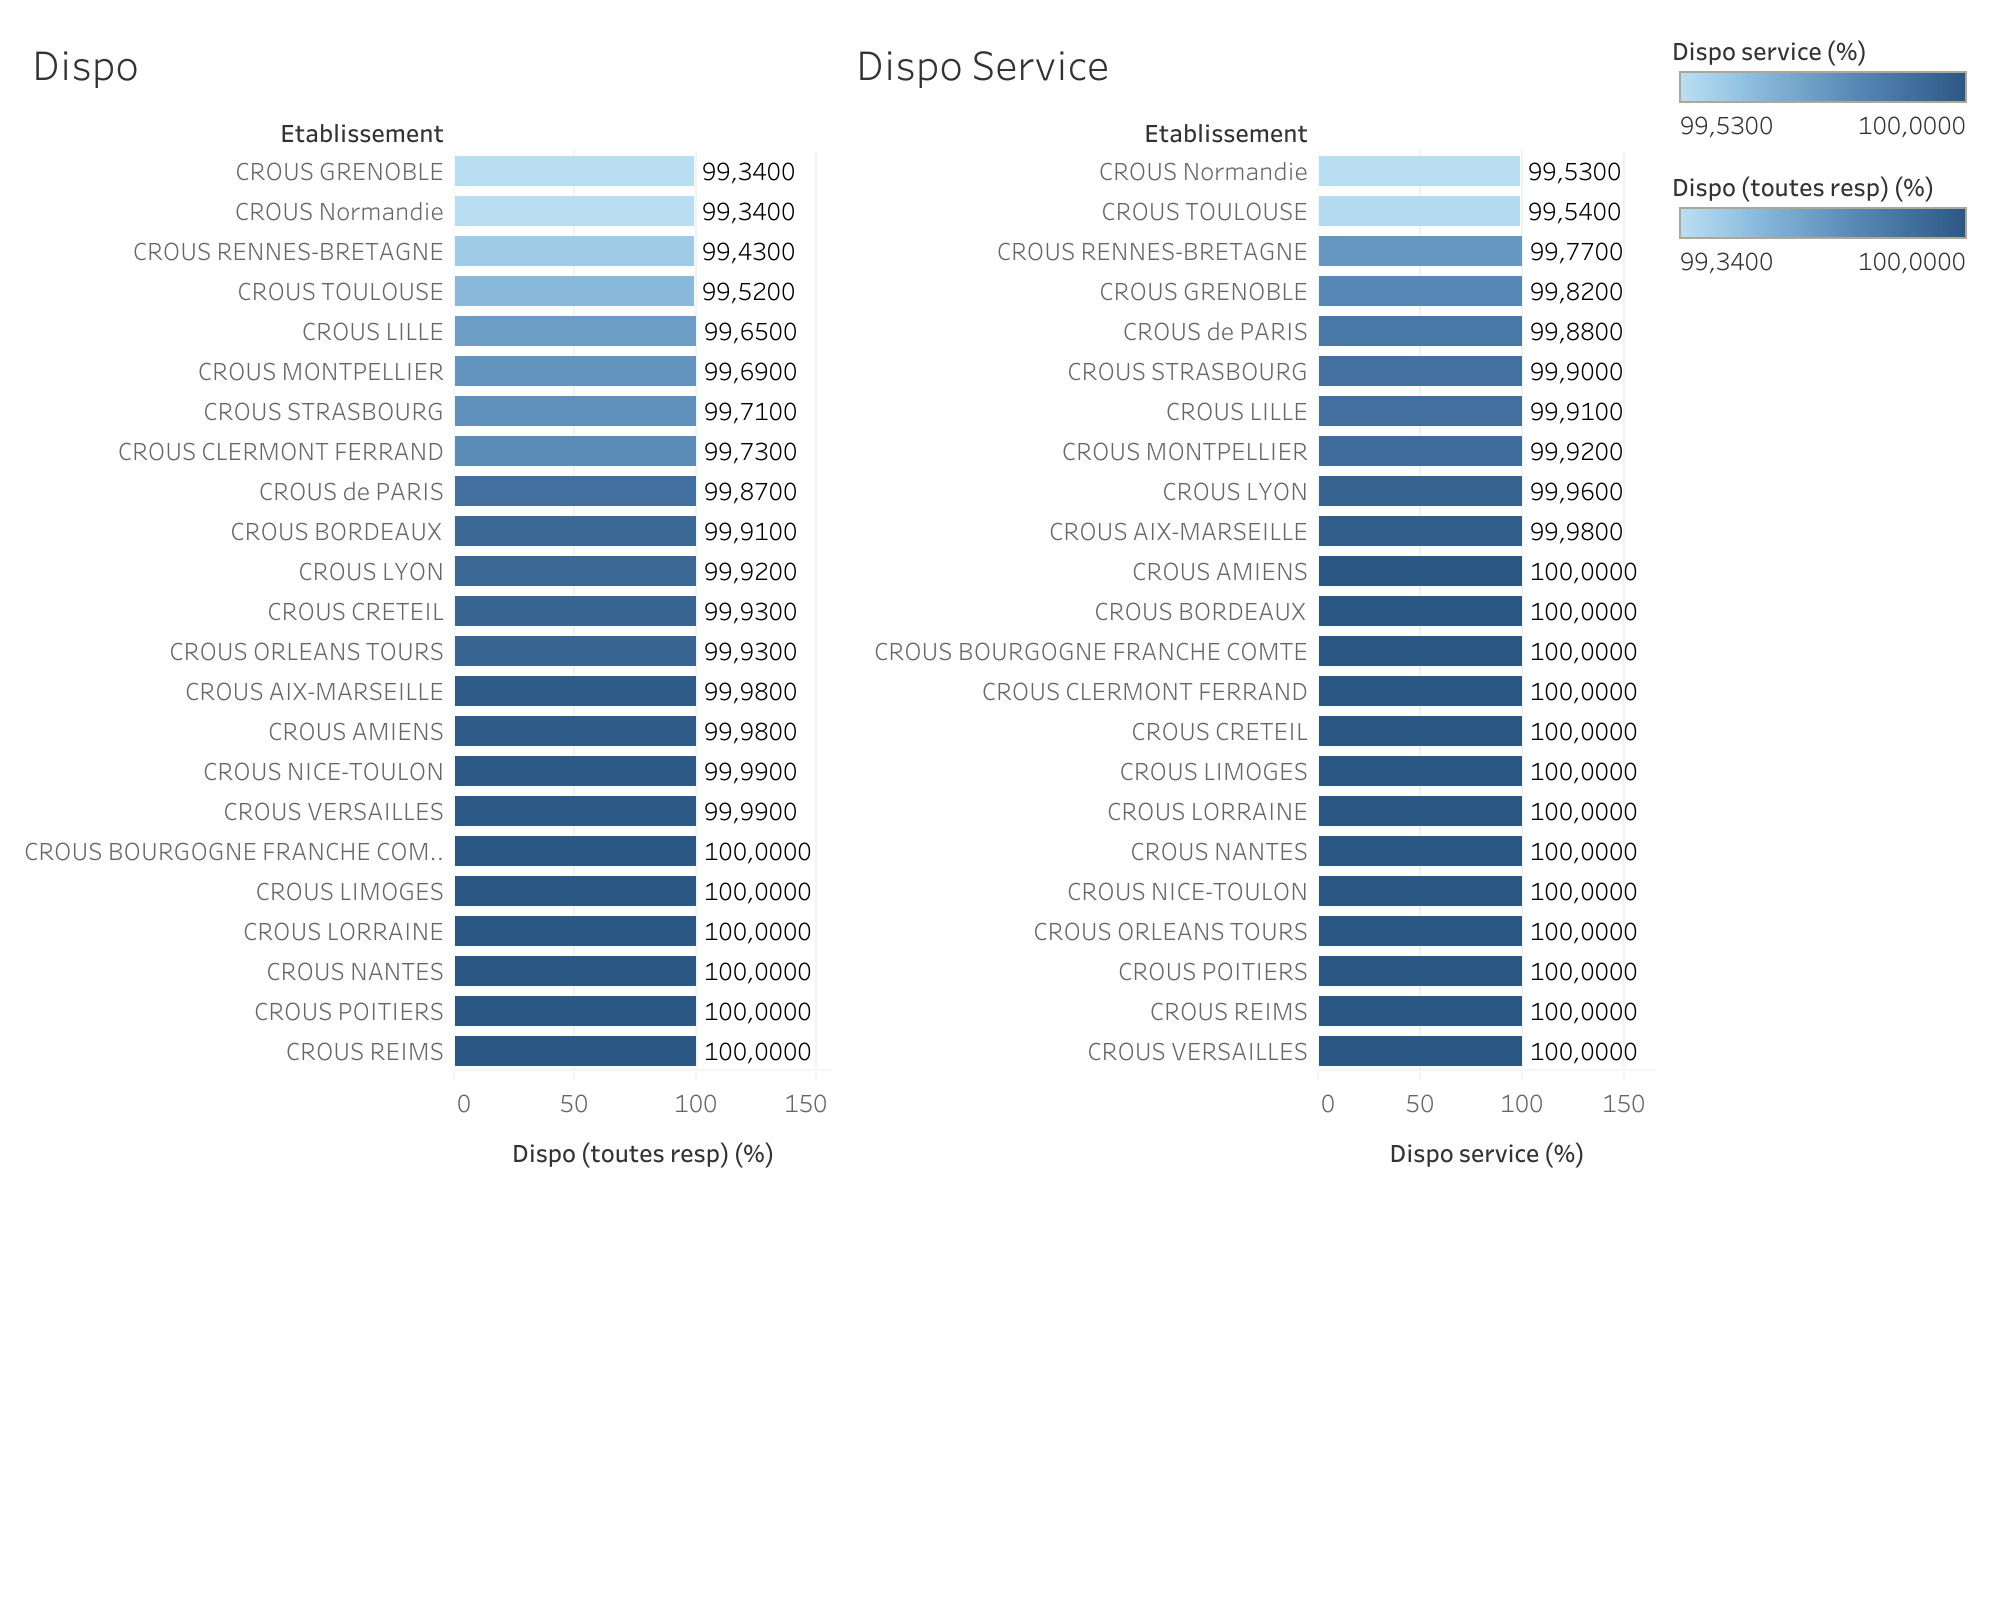 Dispo
Etablissement
CROUS GRENOBLE 99,3400
CROUS Normandie 99,3400
CROUS RENNES-BRETAGNE 99,4300
CROUS TOULOUSE 99,5200
CROUS LILLE 99,6500
CROUS MONTPELLIER 99,6900
CROUS STRASBOURG 99,7100
CROUS CLERMONT FERRAND 99,7300
CROUS de PARIS 99,8700
CROUS BORDEAUX 99,9100
CROUS LYON 99,9200
CROUS CRETEIL 99,9300
CROUS ORLEANS TOURS 99,9300
CROUS AIX-MARSEILLE 99,9800
CROUS AMIENS 99,9800
CROUS NICE-TOULON 99,9900
CROUS VERSAILLES 99,9900
CROUS BOURGOGNE FRANCHE COM.. 100,0000
CROUS LIMOGES 100,0000
CROUS LORRAINE 100,0000
CROUS NANTES 100,0000
CROUS POITIERS 100,0000
CROUS REIMS 100,0000
0 50 100 150
Dispo (toutes resp) (%)
Dispo Service
Etablissement
CROUS Normandie 99,5300
CROUS TOULOUSE 99,5400
CROUS RENNES-BRETAGNE 99,7700
CROUS GRENOBLE 99,8200
CROUS de PARIS 99,8800
CROUS STRASBOURG 99,9000
CROUS LILLE 99,9100
CROUS MONTPELLIER 99,9200
CROUS LYON 99,9600
CROUS AIX-MARSEILLE 99,9800
CROUS AMIENS 100,0000
CROUS BORDEAUX 100,0000
CROUS BOURGOGNE FRANCHE COMTE 100,0000
CROUS CLERMONT FERRAND 100,0000
CROUS CRETEIL 100,0000
CROUS LIMOGES 100,0000
CROUS LORRAINE 100,0000
CROUS NANTES 100,0000
CROUS NICE-TOULON 100,0000
CROUS ORLEANS TOURS 100,0000
CROUS POITIERS 100,0000
CROUS REIMS 100,0000
CROUS VERSAILLES 100,0000
0 50 100 150
Dispo service (%)
Dispo service (%)
99,5300 100,0000
Dispo (toutes resp) (%)
99,3400 100,0000